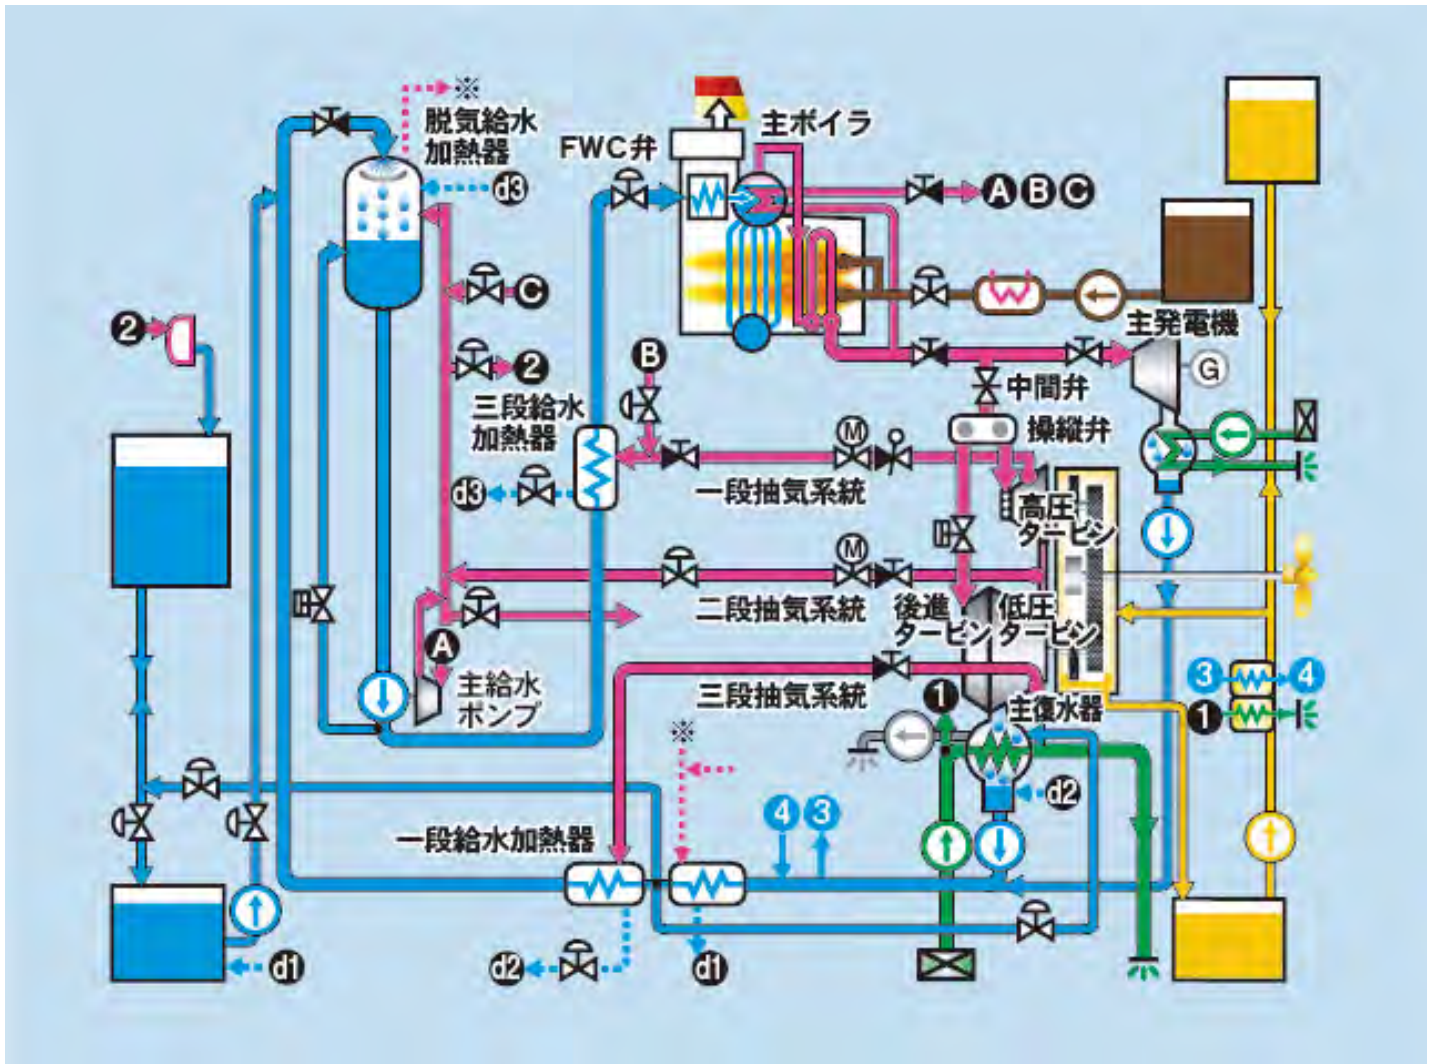 ※
脱気給水
加熱器
d3
FWC弁
主ボイラ
A B C
C
2
2
三段給水
加熱器
B
主発電機
G
中間弁
操縦弁
M
一段抽気系統
d3
高圧
タービン
M
二段抽気系統
後進
タービン
低圧
タービン
A
主給水
ポンプ
三段抽気系統
1
主復水器
※
3
4
1
d2
4
3
一段給水加熱器
d1
d2
d1